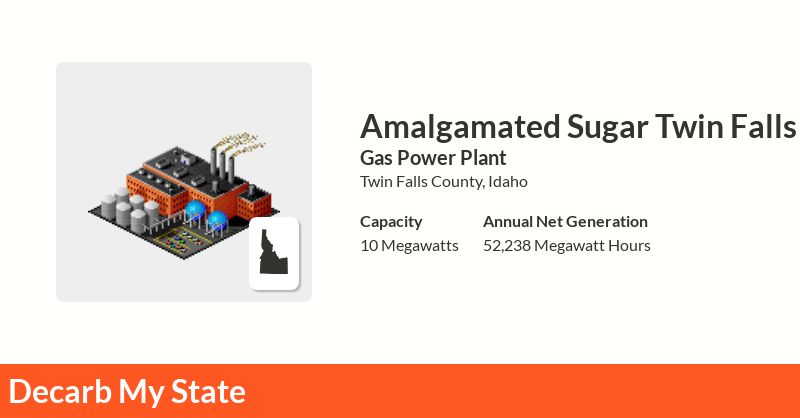 Amalgamated Sugar Twin Falls
Gas Power Plant
Twin Falls County, Idaho
Capacity
10 Megawatts
Annual Net Generation
52,238 Megawatt Hours
Decarb My State